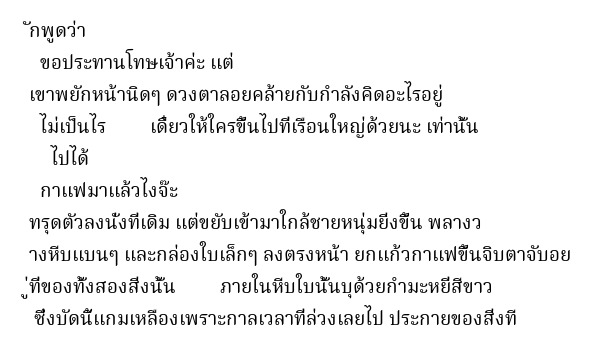 ักพูดว่า
ขอประทานโทษเจ้าค่ะ แต่
เขาพยักหน้านิดๆ ดวงตาลอยคล้ายกับกำลังคิดอะไรอยู่
ไม่เป็นไร เดี๋ยวให้ใครขึ้นไปที่เรือนใหญ่ด้วยนะ เท่านั้น
ไปได้
กาแฟมาแล้วไงจ๊ะ
ทรุดตัวลงนั่งที่เดิม แต่ขยับเข้ามาใกล้ชายหนุ่มยิ่งขึ้น พลางว
างหีบแบนๆ และกล่องใบเล็กๆ ลงตรงหน้า ยกแก้วกาแฟขึ้นจิบตาจับอย
ู่ที่ของทั้งสองสิ่งนั้น ภายในหีบใบนั้นบุด้วยกำมะหยี่สีขาว
ซึ่งบัดนี้แกมเหลืองเพราะกาลเวลาที่ล่วงเลยไป ประกายของสิ่งที่